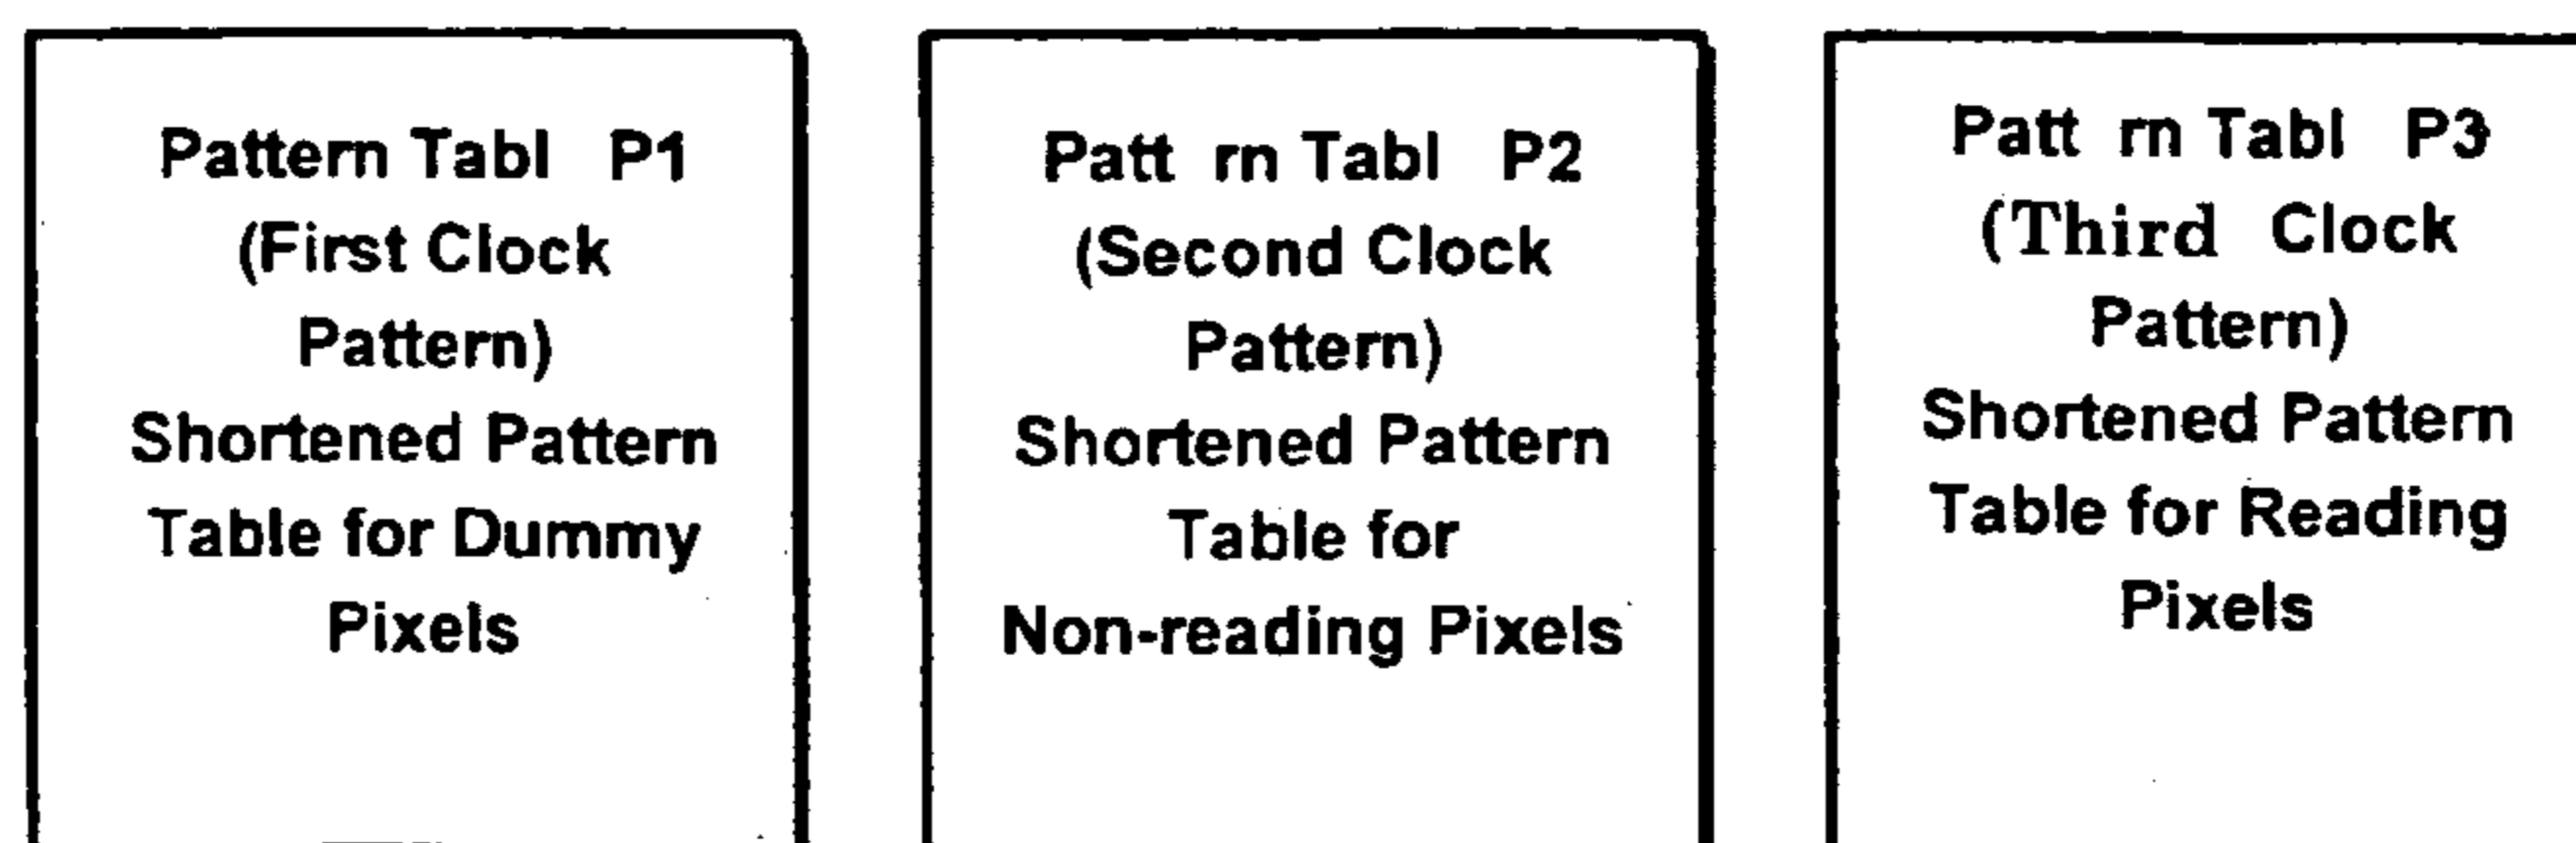 Pattern Tabl P1
(First Clock
Pattern)
Shortened Pattern
Table for Dummy
Pixels
Patt rn Tabl P2
(Second Clock
Pattern)
Shortened Pattern
Table for
Non-reading Pixels
Patt rn Tabl P3
(Third Clock
Pattern)
Shortened Pattern
Table for Reading
Pixels